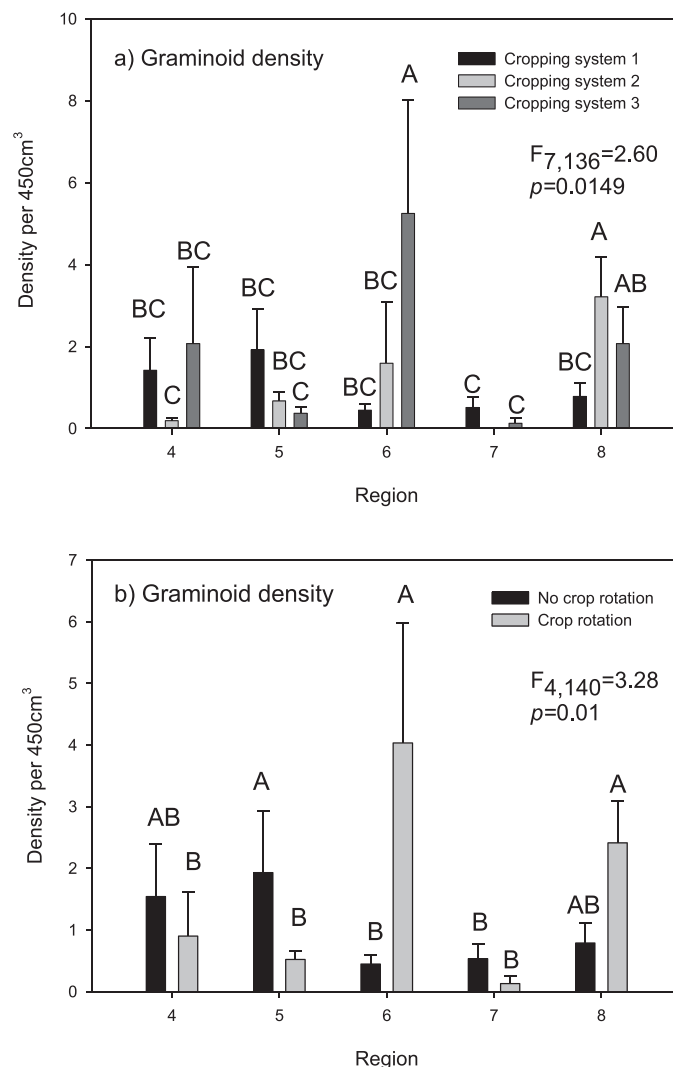 10
a) Graminoid density
Cropping system 1
Cropping system 2
Cropping system 3
A
8
F7,136=2.60
p=0.0149
6
Density per 450cm³
A
BC
BC
BC
BC
AB
4
BC
C
BC
C
BC
C
C
BC
2
0
4 5 6 7 8
Region
7
b) Graminoid density
No crop rotation
Crop rotation
A
6
F4,140=3.28
p=0.01
5
Density per 450cm³
4
A
A
3
AB
B
B
B
B
B
AB
2
1
0
4 5 6 7 8
Region